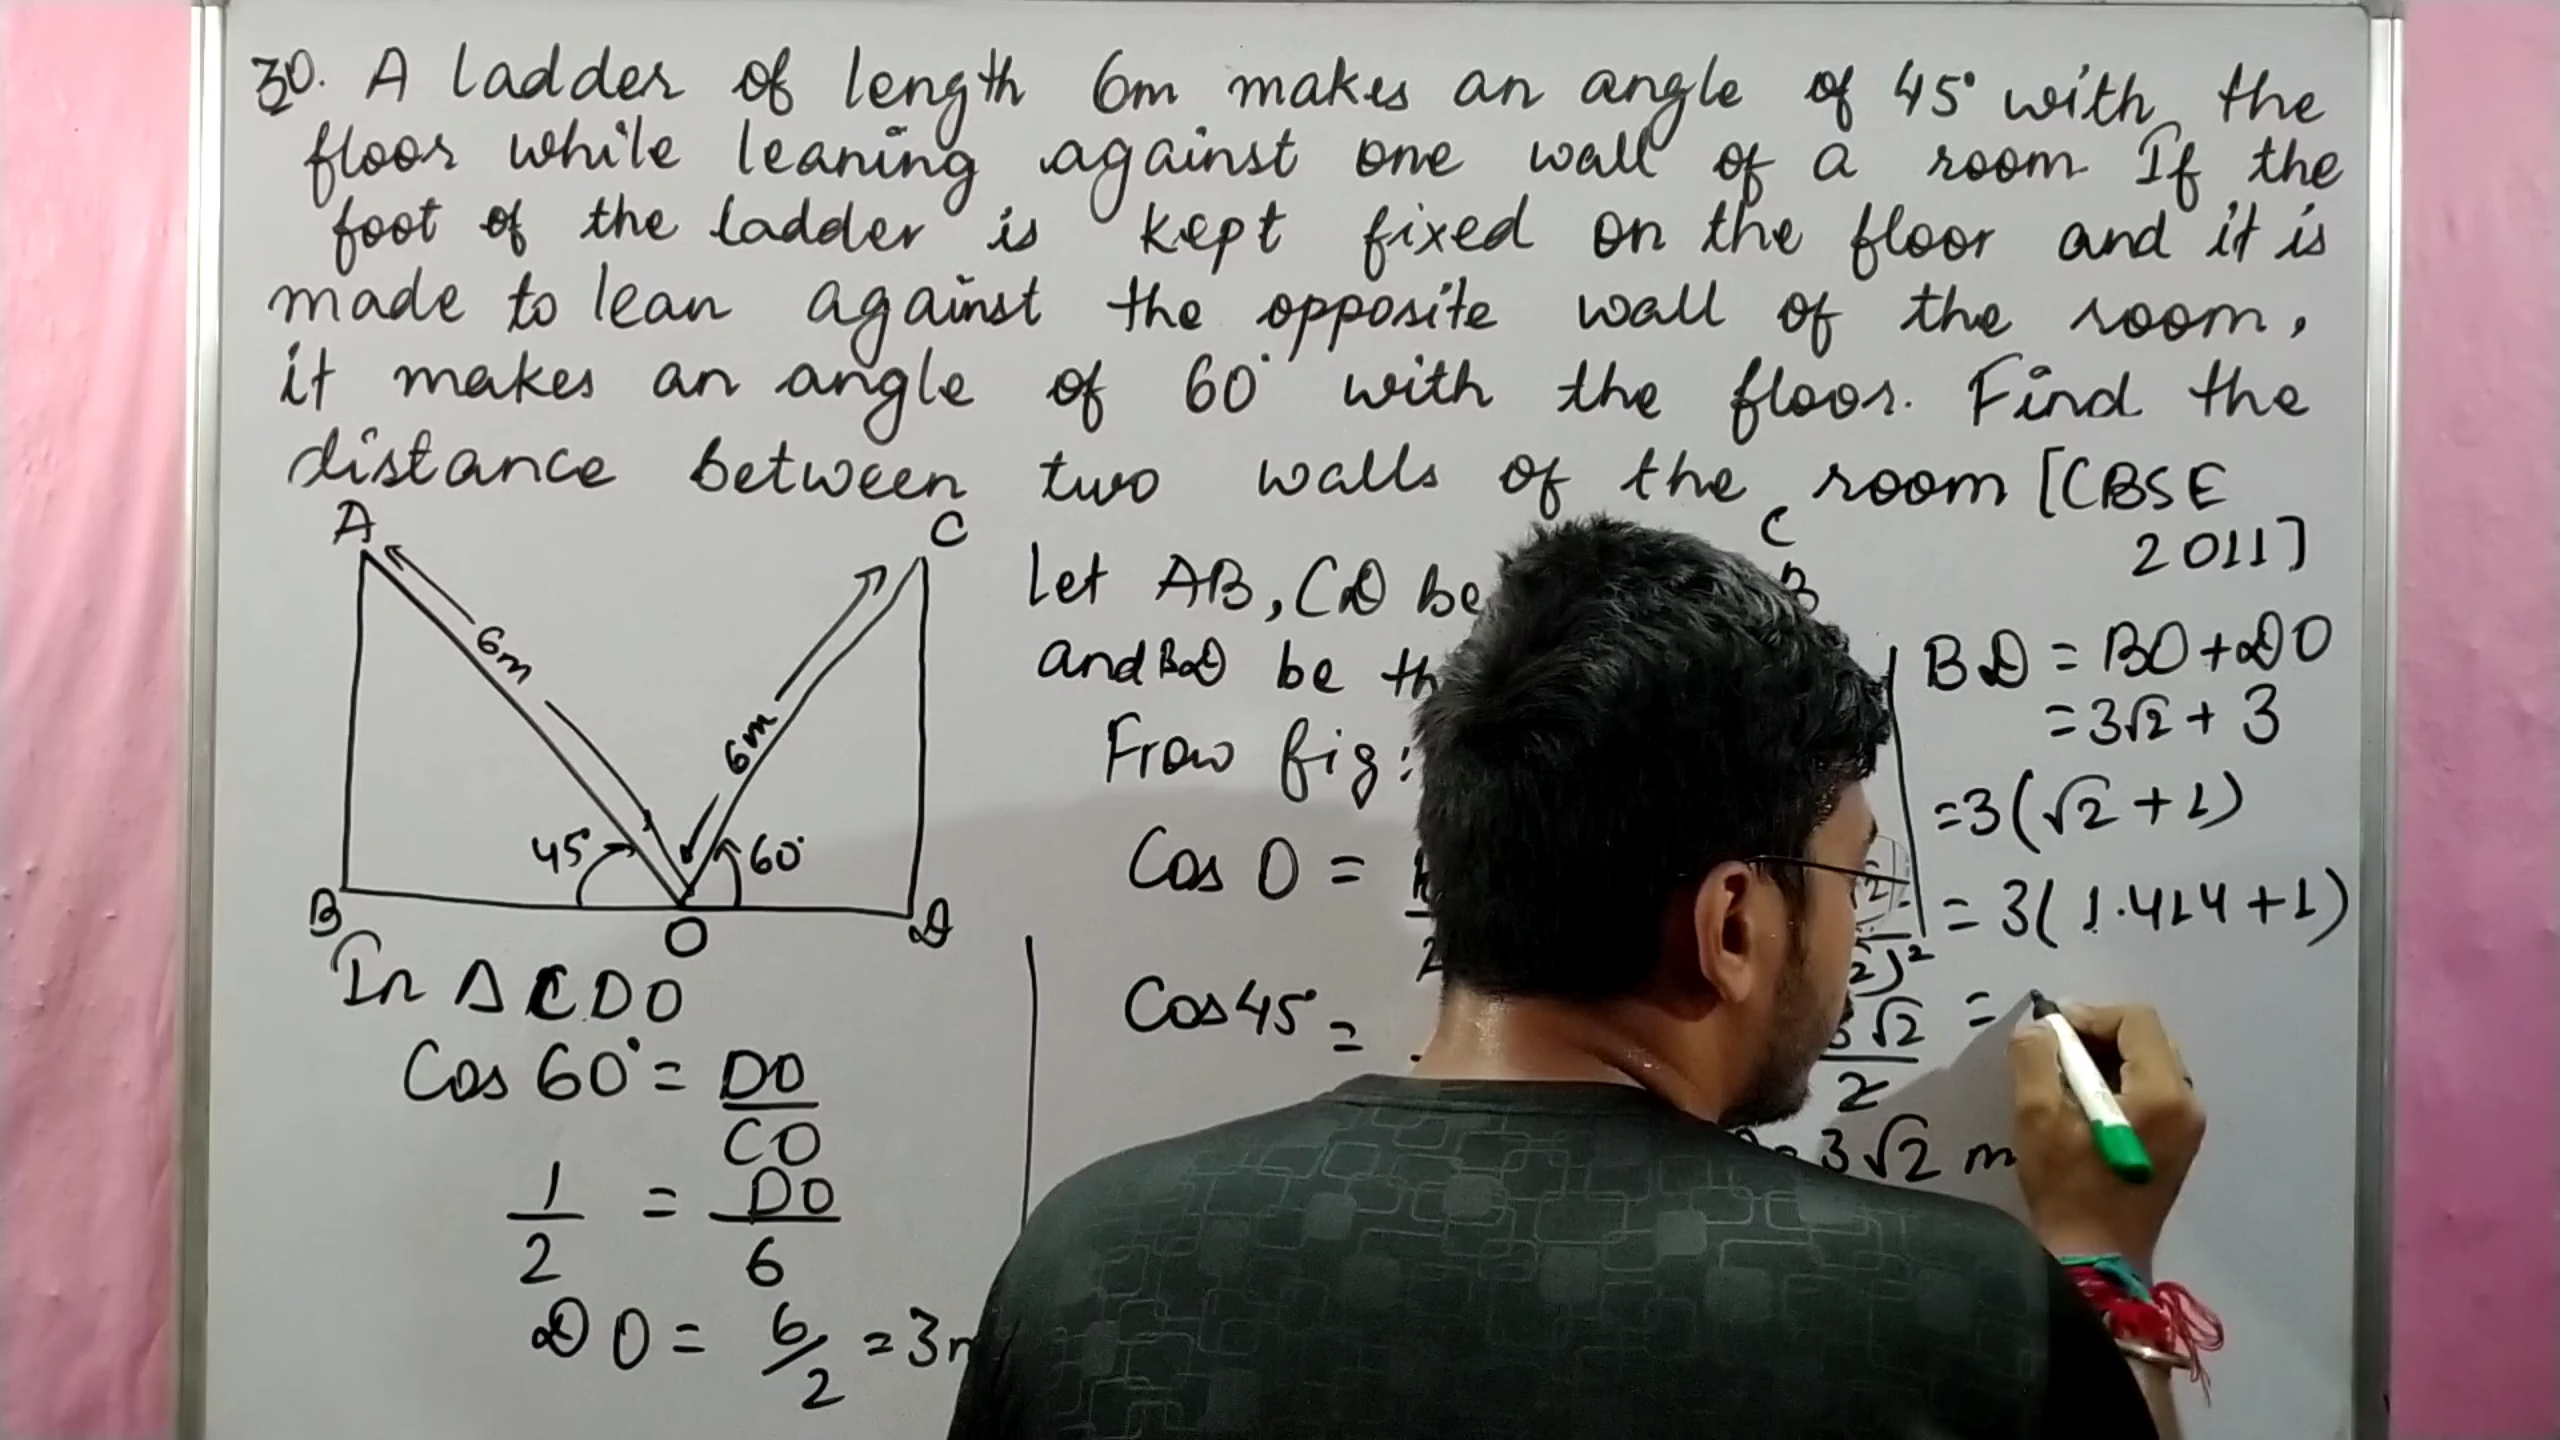 30. A ladder of length 6m makes an angle of 45° with the
floor while leaning against one wall of a room If the
foot of the ladder is kept fixed on the floor and it is
made to lean against the opposite wall of the room,
it makes an angle of 60° with the floor. Find the
distance between two walls of the room [CBSE
2011]
A
C
6m
6m
45°
60°
B
O
D
In Δ CDO
Cos 60° = DO/CO
1/2 = DO/6
DO = 6/2 = 3m
C
B
Let AB, CD be
and BD be
From fig:
Cos O =
Cos 45° =
3√2
2
3√2 m
BD = BO + DO
= 3√2 + 3
= 3(√2 + 1)
= 3(1.414 + 1)
=